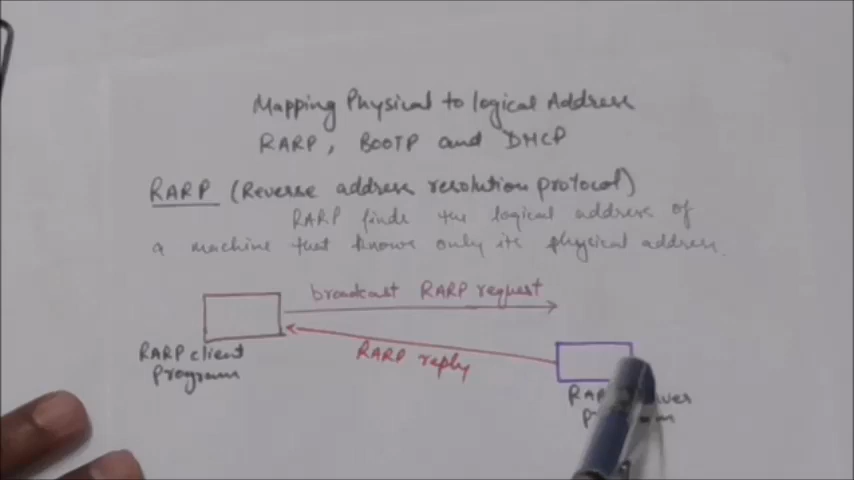 Mapping Physical to logical Address
RARP, BOOTP and DHCP
RARP (Reverse address resolution protocol)
RARP finds the logical address of
a machine that knows only its physical address.
broadcast RARP request
RARP reply
RARP client
Program
RAR